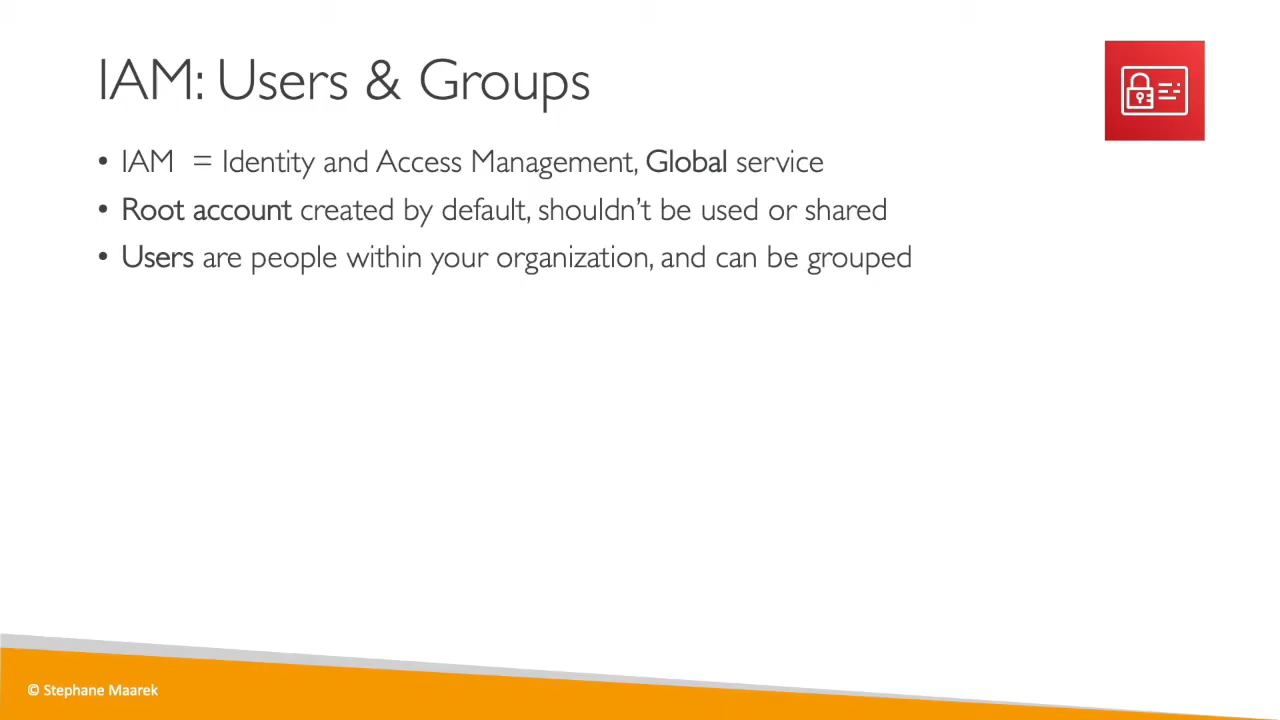 IAM: Users & Groups
• IAM = Identity and Access Management, Global service
• Root account created by default, shouldn’t be used or shared
• Users are people within your organization, and can be grouped
© Stephane Maarek